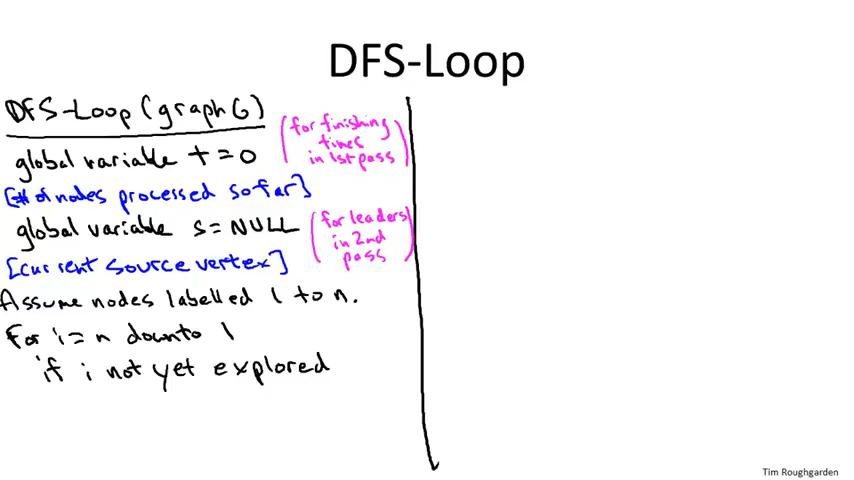 DFS-Loop
DFS-Loop (graph G)
global variable t = 0
(for finishing
times
in 1st pass)
[# of nodes processed so far]
global variable s = NULL
(for leaders
in 2nd
pass)
[current source vertex]
Assume nodes labelled 1 to n.
For i = n downto 1
if i not yet explored
Tim Roughgarden